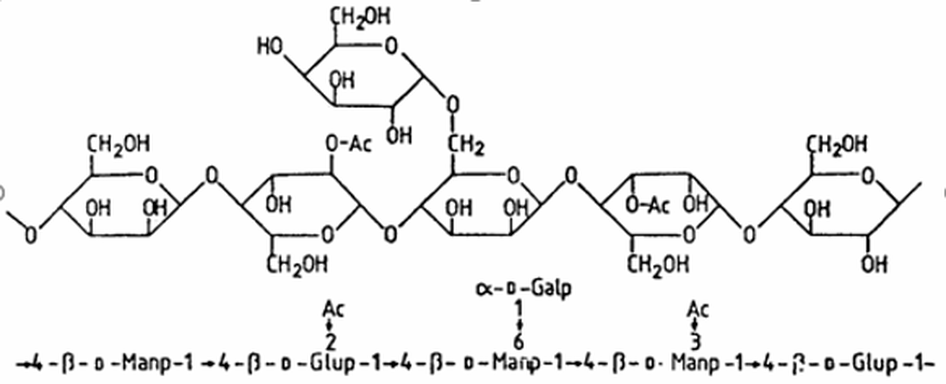 CH₂OH
HO O
OH
O
OH
CH₂OH O-Ac CH₂ CH₂OH
O O O O O
OH OH OH OH OH O-Ac OH OH
O O O O O
CH₂OH CH₂OH OH
α-D-Galp
Ac 1 Ac
2 6 3
→4-β-D-Manp-1→4-β-D-Glup-1→4-β-D-Manp-1→4-β-D-Manp-1→4-β-D-Glup-1-